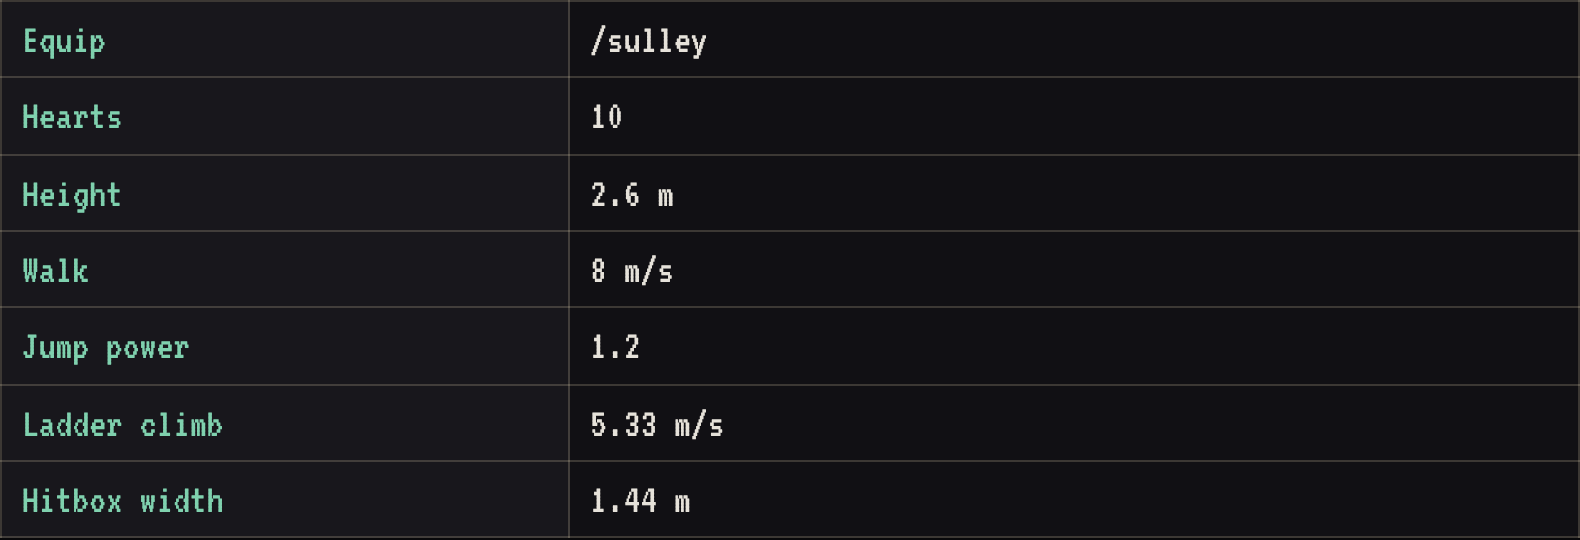 Equip /sulley
Hearts 10
Height 2.6 m
Walk 8 m/s
Jump power 1.2
Ladder climb 5.33 m/s
Hitbox width 1.44 m